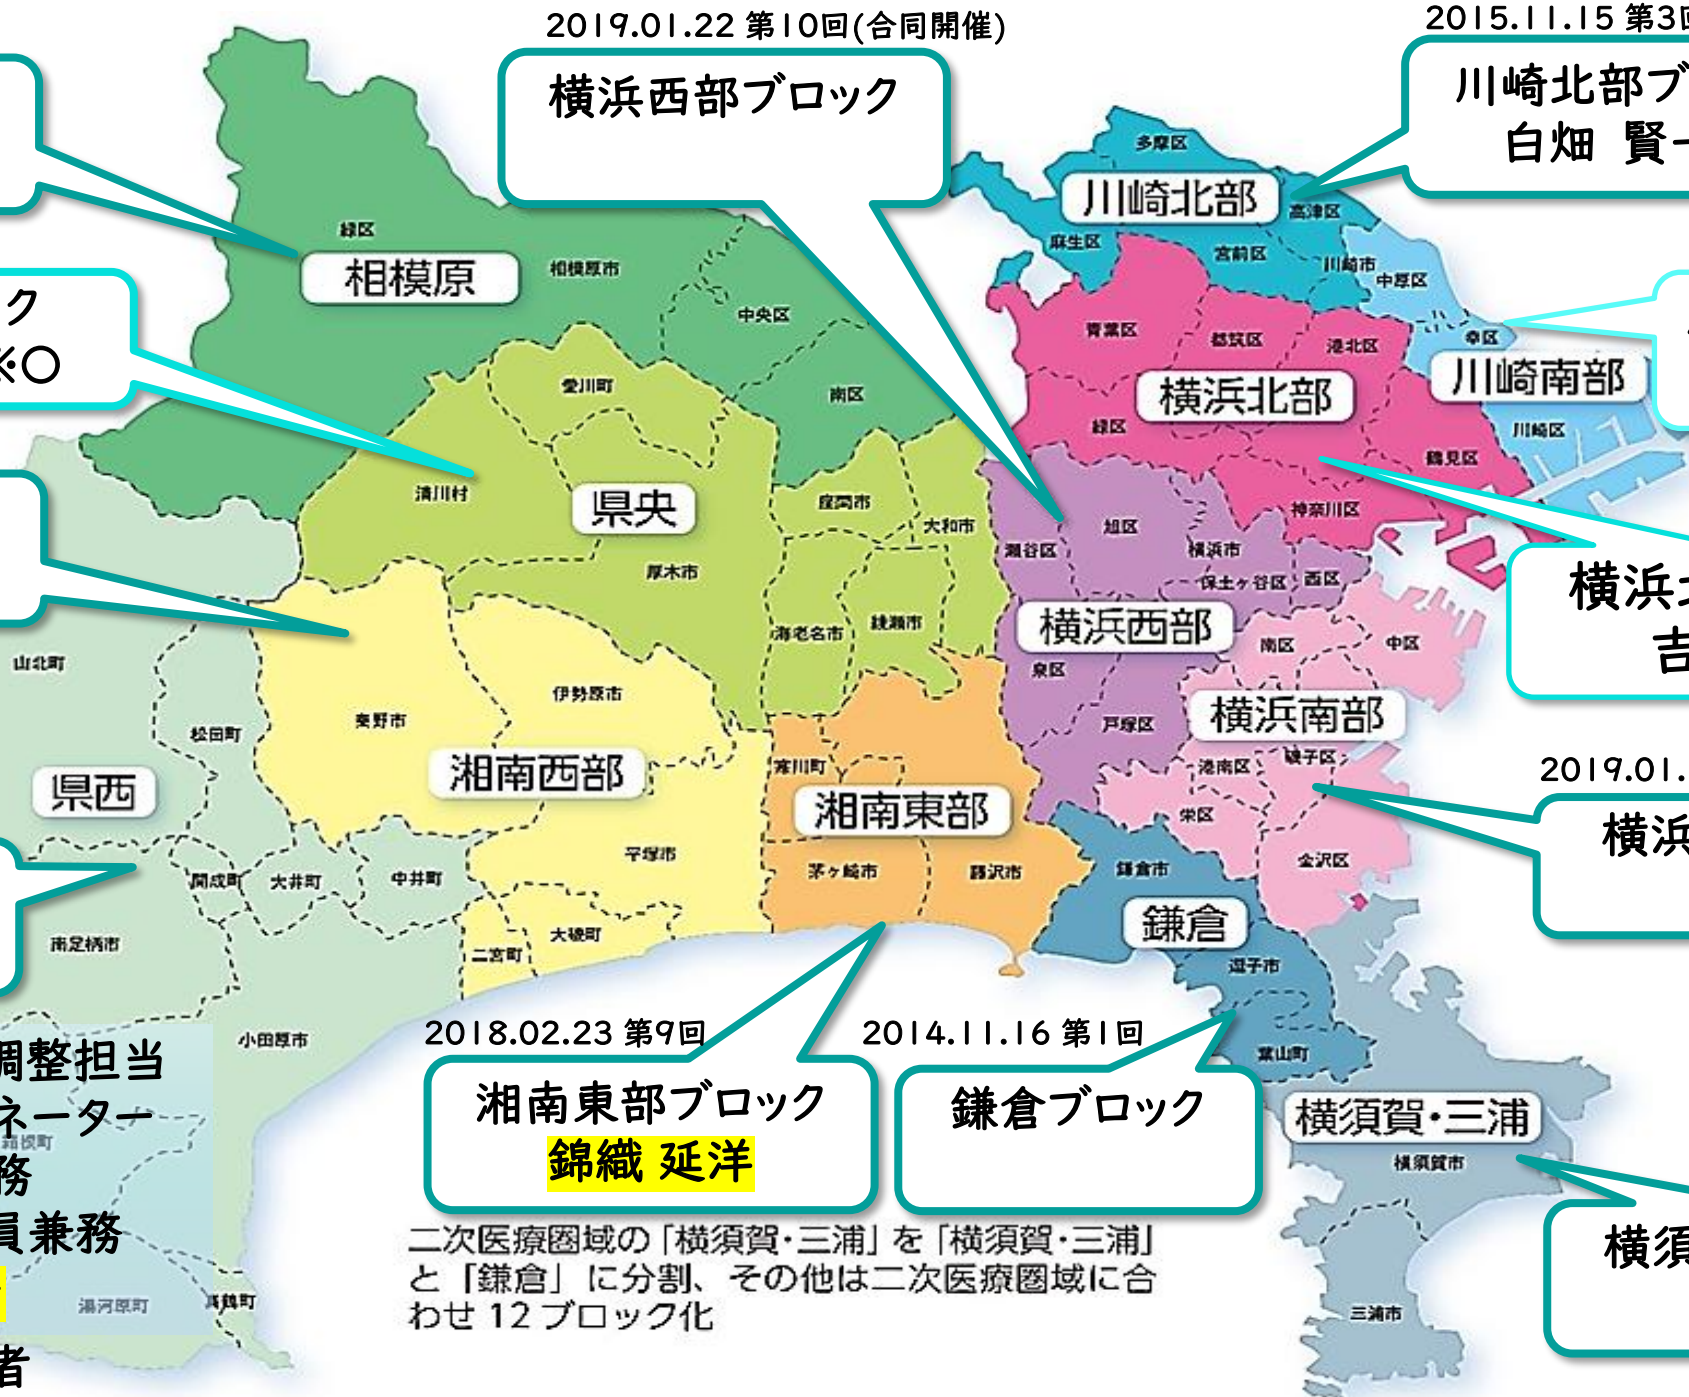 2019.01.22 第10回(合同開催)
2015.11.15 第3回
横浜西部ブロック
川崎北部ブ
白畑 賢一
多摩区
川崎北部
高津区
麻生区
宮前区
川崎市
中原区
緑区
相模原
相模原市
中央区
南区
ク
※〇
青葉区
都筑区
港北区
幸区
川崎南部
横浜北部
緑区
川崎区
鶴見区
神奈川区
愛川町
清川村
県央
座間市
大和市
厚木市
海老名市
綾瀬市
瀬谷区
旭区
横浜市
保土ヶ谷区
西区
横浜西部
泉区
戸塚区
南区
中区
横浜南部
港南区
磯子区
栄区
金沢区
横浜北
吉
2019.01.
横浜
山北町
松田町
秦野市
伊勢原市
県西
湘南西部
寒川町
湘南東部
開成町
大井町
中井町
平塚市
茅ヶ崎市
藤沢市
鎌倉市
鎌倉
南足柄市
二宮町
大磯町
逗子市
小田原市
葉山町
調整担当
ネーター
箱根町
務
員兼務
湯河原町
真鶴町
者
2018.02.23 第9回
湘南東部ブロック
錦織 延洋
2014.11.16 第1回
鎌倉ブロック
横須賀・三浦
横須賀市
横須
三浦市
二次医療圏域の「横須賀・三浦」を「横須賀・三浦」
と「鎌倉」に分割、その他は二次医療圏域に合
わせ 12 ブロック化